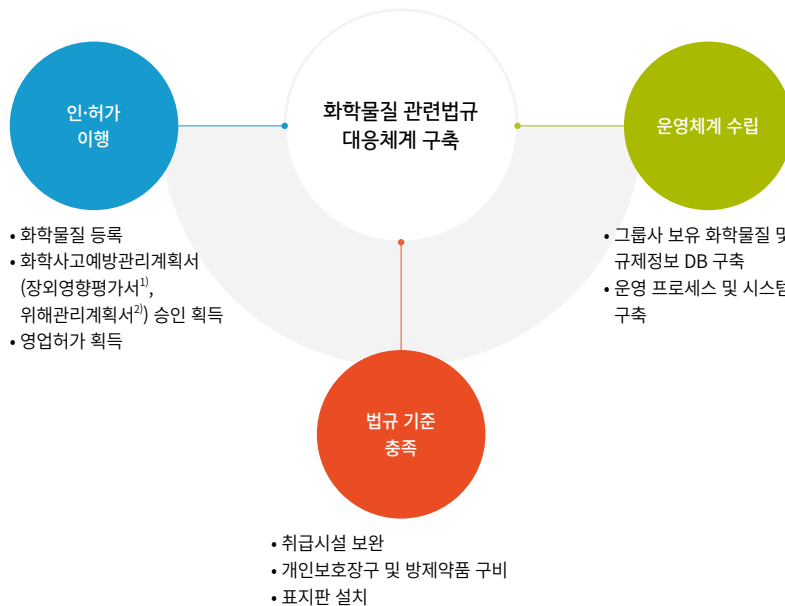 화학물질 관련법규
대응체계 구축
인·허가
이행
• 화학물질 등록
• 화학사고예방관리계획서
(장외영향평가서1),
위해관리계획서2)) 승인 획득
• 영업허가 획득
법규 기준
충족
• 취급시설 보완
• 개인보호장구 및 방제약품 구비
• 표지판 설치
운영체계 수립
• 그룹사 보유 화학물질 및
규제정보 DB 구축
• 운영 프로세스 및 시스템
구축